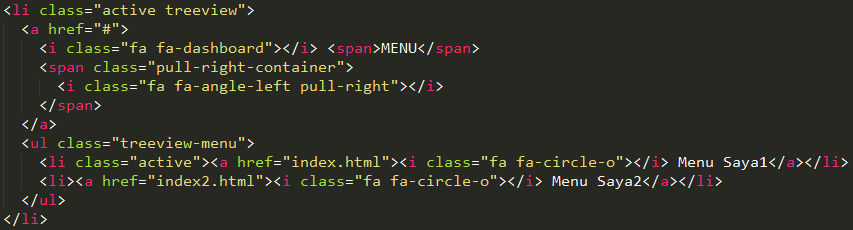 <li class="active treeview">
  <a href="#">
    <i class="fa fa-dashboard"></i> <span>MENU</span>
    <span class="pull-right-container">
      <i class="fa fa-angle-left pull-right"></i>
    </span>
  </a>
  <ul class="treeview-menu">
    <li class="active"><a href="index.html"><i class="fa fa-circle-o"></i> Menu Saya1</a></li>
    <li><a href="index2.html"><i class="fa fa-circle-o"></i> Menu Saya2</a></li>
  </ul>
</li>